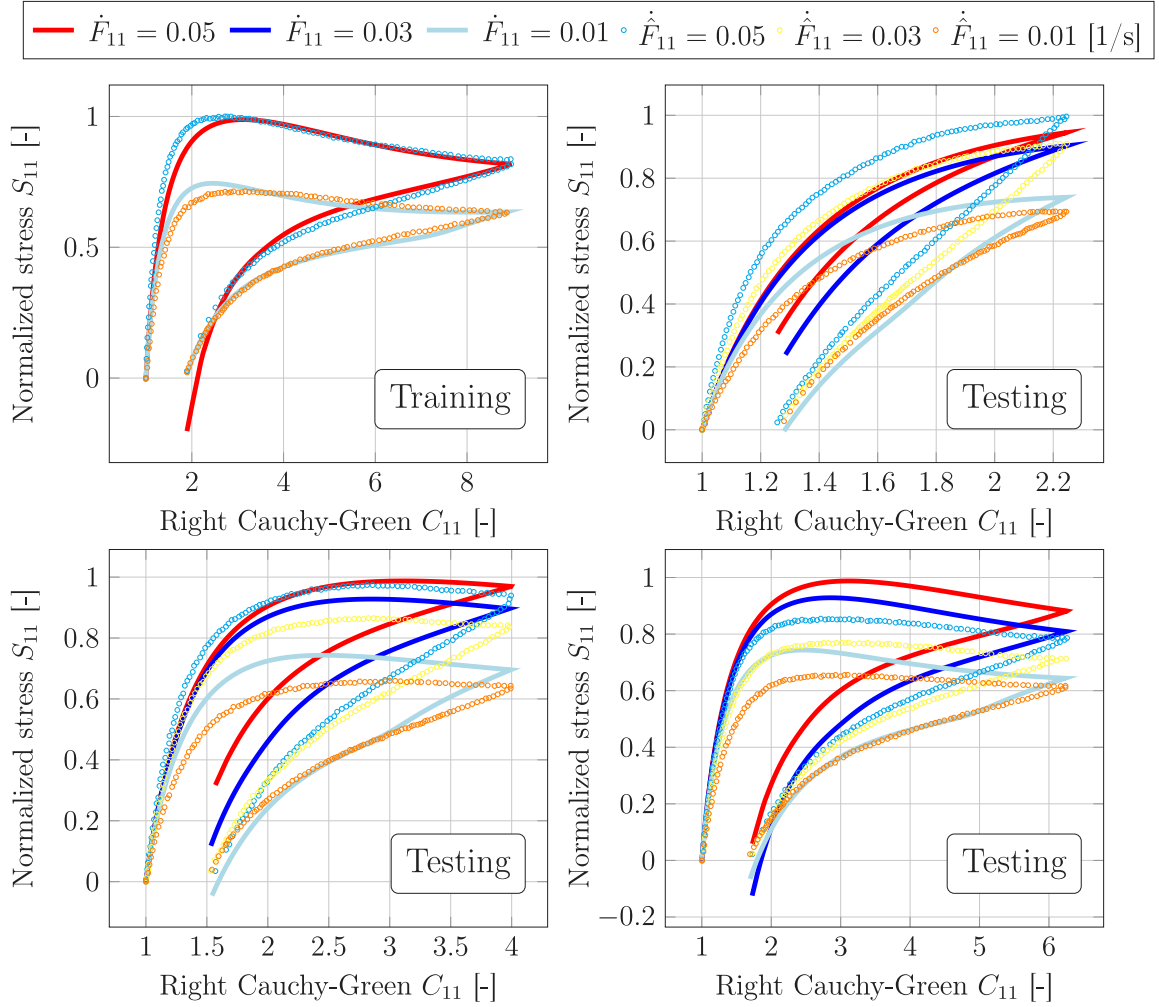 Ḟ₁₁ = 0.05 Ḟ₁₁ = 0.03 Ḟ₁₁ = 0.01 F̂̇₁₁ = 0.05 F̂̇₁₁ = 0.03 F̂̇₁₁ = 0.01 [1/s]
Normalized stress S₁₁ [-]
1
0.5
0
Training
2 4 6 8
Right Cauchy-Green C₁₁ [-]
Normalized stress S₁₁ [-]
1
0.8
0.6
0.4
0.2
0
Testing
1 1.2 1.4 1.6 1.8 2 2.2
Right Cauchy-Green C₁₁ [-]
Normalized stress S₁₁ [-]
1
0.8
0.6
0.4
0.2
0
Testing
1 1.5 2 2.5 3 3.5 4
Right Cauchy-Green C₁₁ [-]
Normalized stress S₁₁ [-]
1
0.8
0.6
0.4
0.2
0
−0.2
Testing
1 2 3 4 5 6
Right Cauchy-Green C₁₁ [-]